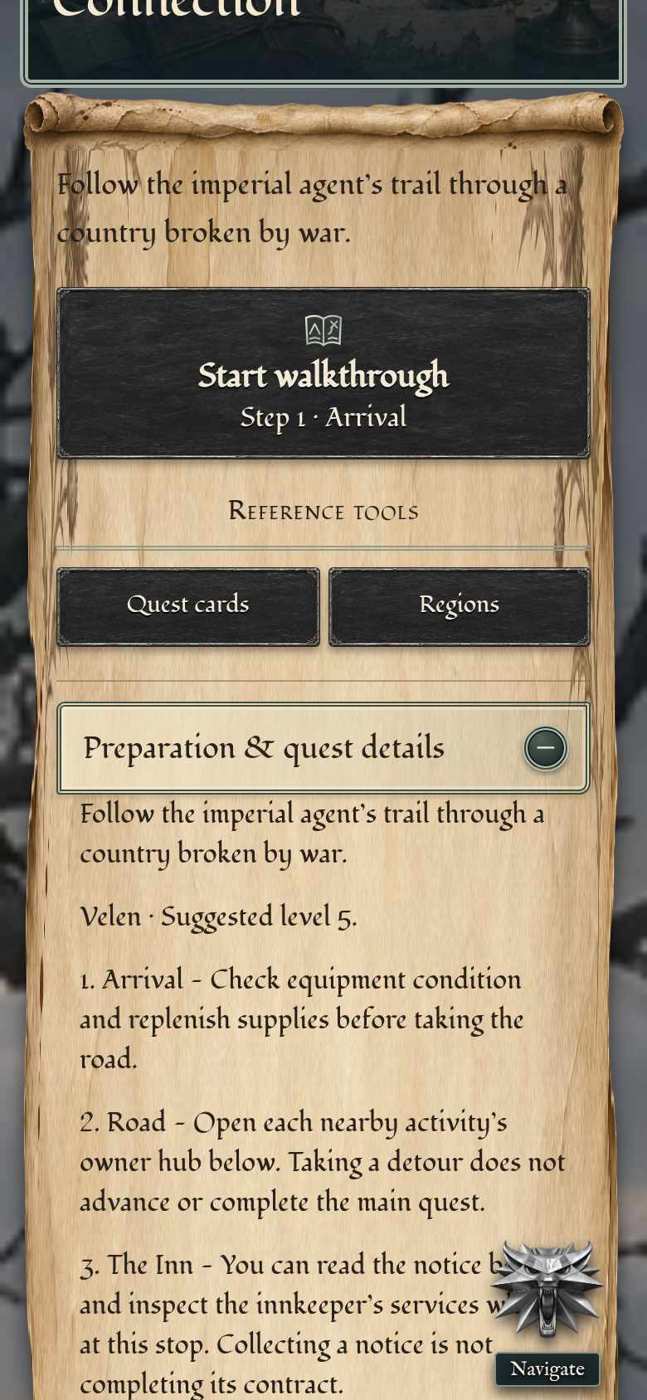 Connection
Follow the imperial agent's trail through a
country broken by war.
Start walkthrough
Step 1 · Arrival
Reference tools
Quest cards
Regions
Preparation & quest details
Follow the imperial agent's trail through a
country broken by war.
Velen · Suggested level 5.
1. Arrival – Check equipment condition
and replenish supplies before taking the
road.
2. Road – Open each nearby activity's
owner hub below. Taking a detour does not
advance or complete the main quest.
3. The Inn – You can read the notice
and inspect the innkeeper's services
at this stop. Collecting a notice is not
completing its contract.
Navigate